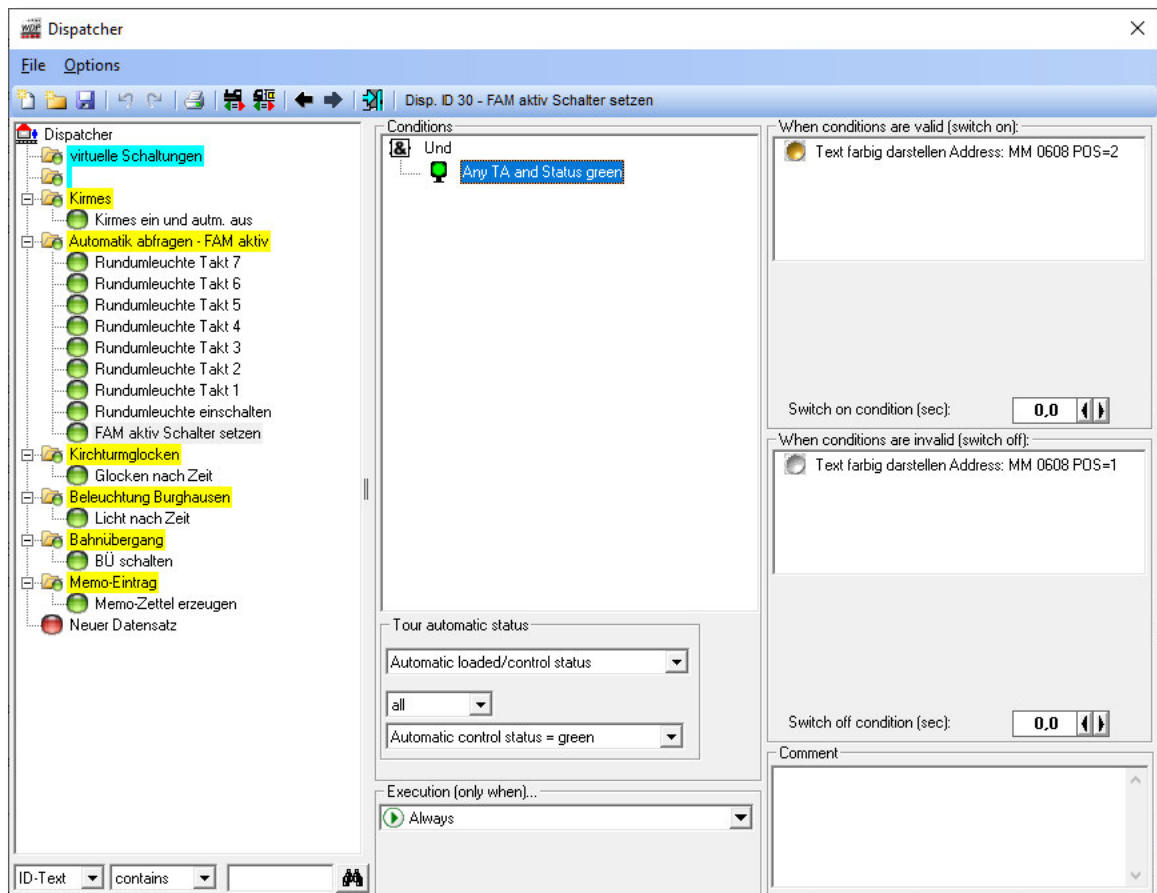 Dispatcher
File Options
Disp. ID 30 - FAM aktiv Schalter setzen
Dispatcher
virtuelle Schaltungen
Kirmes
Kirmes ein und autm. aus
Automatik abfragen - FAM aktiv
Rundumleuchte Takt 7
Rundumleuchte Takt 6
Rundumleuchte Takt 5
Rundumleuchte Takt 4
Rundumleuchte Takt 3
Rundumleuchte Takt 2
Rundumleuchte Takt 1
Rundumleuchte einschalten
FAM aktiv Schalter setzen
Kirchturmglocken
Glocken nach Zeit
Beleuchtung Burghausen
Licht nach Zeit
Bahnübergang
BÜ schalten
Memo-Eintrag
Memo-Zettel erzeugen
Neuer Datensatz
ID-Text contains
Conditions
& Und
Any TA and Status green
Tour automatic status
Automatic loaded/control status
all
Automatic control status = green
Execution (only when)...
Always
When conditions are valid (switch on):
Text farbig darstellen Address: MM 0608 POS=2
Switch on condition (sec): 0,0
When conditions are invalid (switch off):
Text farbig darstellen Address: MM 0608 POS=1
Switch off condition (sec): 0,0
Comment